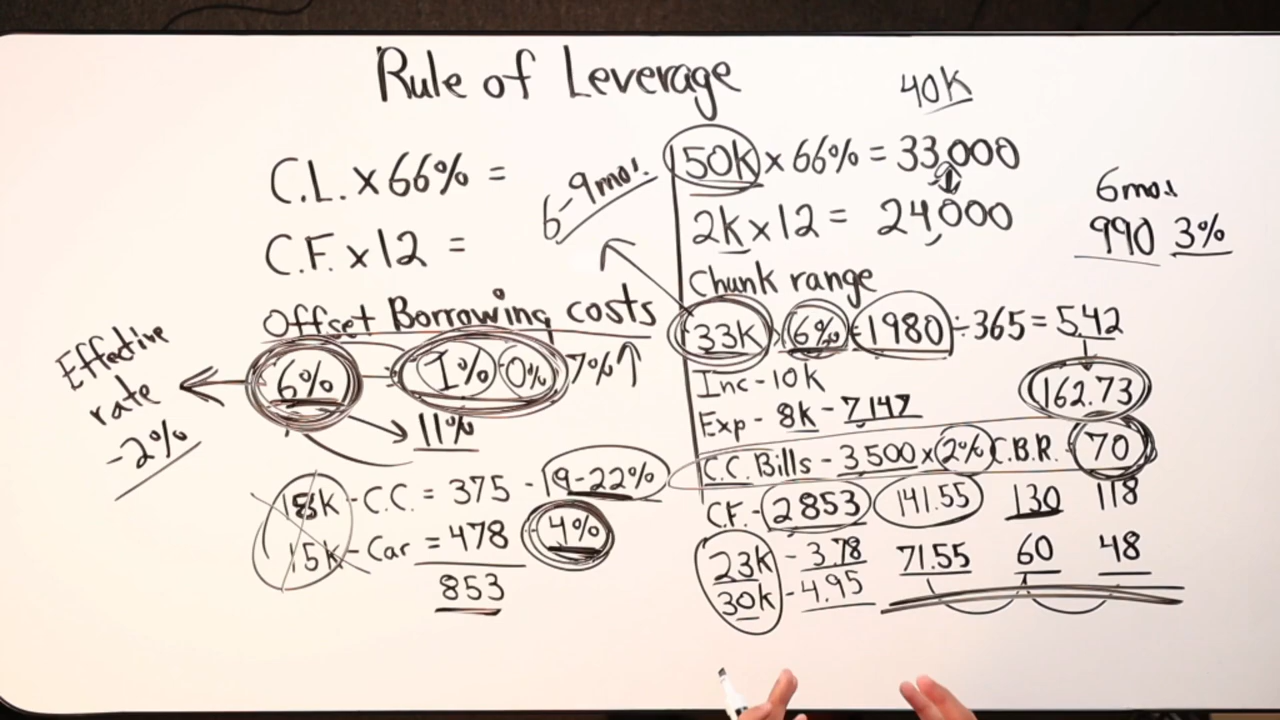 Rule of Leverage
40K
C.L. x 66% =
C.F. x 12 =
6-9mo's.
Offset Borrowing costs
6% - 1% 0% 7%↑
Effective
rate
-2%
11%
-C.C. = 375 - 19-22%
15k - Car = 478 - 4%
853
50K x 66% = 33,000
2K x 12 = 24,000
6mos
990 3%
Chunk range
33K x 6% = 1980 ÷ 365 = 5.42
Inc - 10K
162.73
Exp - 8K - 7,147
C.C. Bills - 3,500 x 2% C.B.R. 70
C.F. - 2853 141.55 130 118
23K - 3.78 71.55 60 48
30K - 4.95